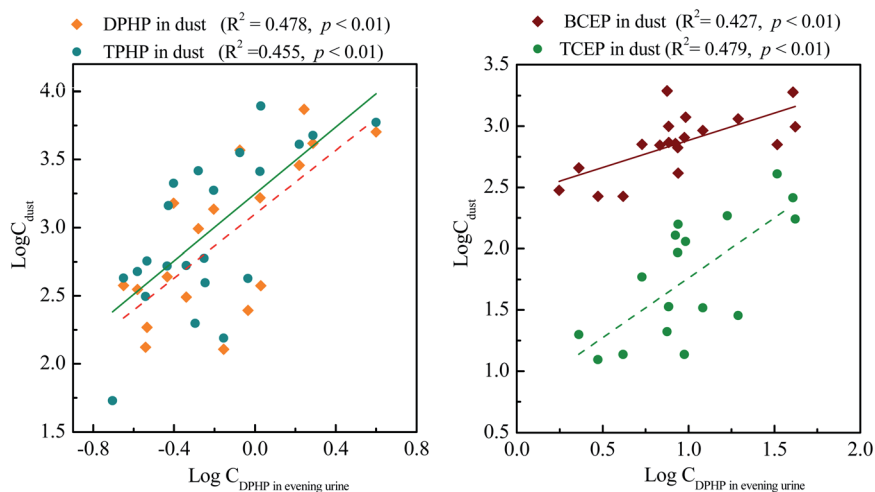 DPHP in dust (R² = 0.478, p < 0.01)
TPHP in dust (R² =0.455, p < 0.01)
4.0
3.5
3.0
2.5
2.0
1.5
LogC_dust
-0.8 -0.4 0.0 0.4 0.8
Log C_DPHP in evening urine
BCEP in dust (R² = 0.427, p < 0.01)
TCEP in dust (R² = 0.479, p < 0.01)
3.5
3.0
2.5
2.0
1.5
1.0
0.5
LogC_dust
0.0 0.5 1.0 1.5 2.0
Log C_DPHP in evening urine